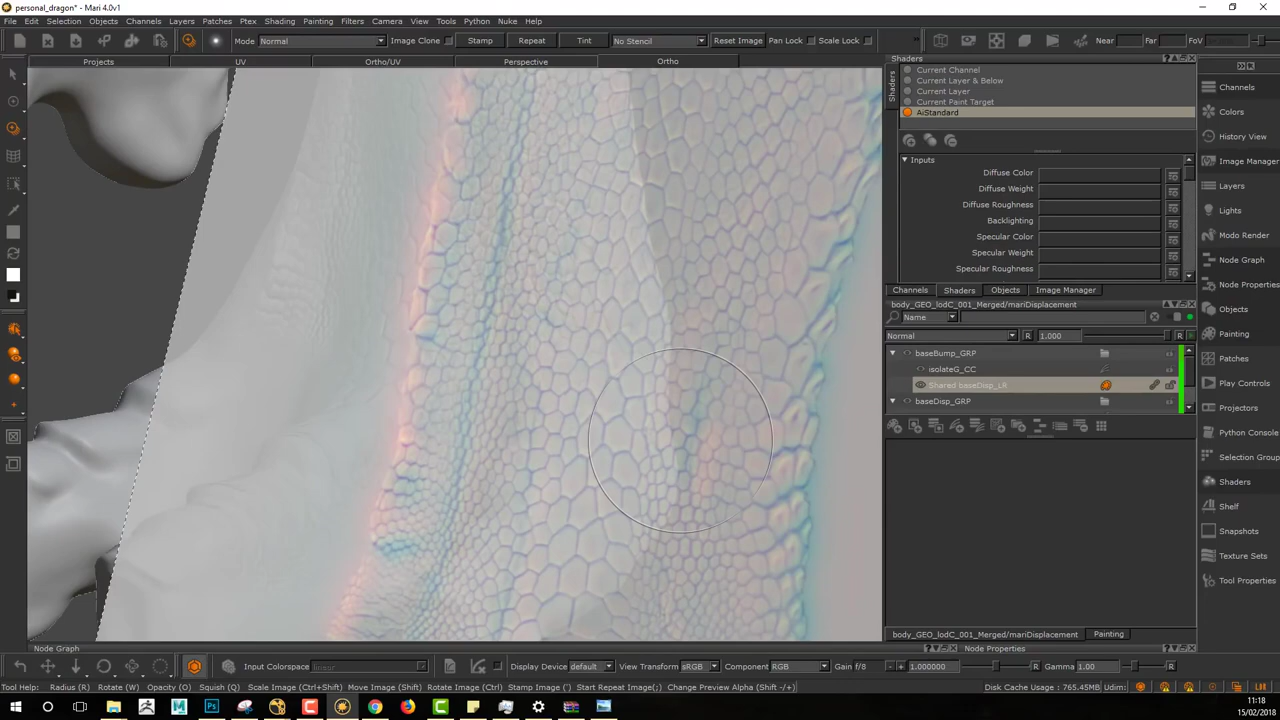 personal_dragon* - Mari 4.0v1
File Edit Selection Objects Channels Layers Patches Ptex Shading Painting Filters Camera View Tools Python Nuke Help
Mode Normal Image Clone Stamp Repeat Tint No Stencil Reset Image Pan Lock Scale Lock Near Far FoV
Projects UV Ortho/UV Perspective Ortho
Shaders
Shaders
Current Channel
Current Layer & Below
Current Layer
Current Paint Target
AiStandard
Inputs
Diffuse Color
Diffuse Weight
Diffuse Roughness
Backlighting
Specular Color
Specular Weight
Specular Roughness
Channels Shaders Objects Image Manager
body_GEO_lodC_001_Merged/mariDisplacement
Name
Normal R 1.000 R
baseBump_GRP
isolateG_CC
Shared baseDisp_LR
baseDisp_GRP
body_GEO_lodC_001_Merged/mariDisplacement Painting
Channels
Colors
History View
Image Manager
Layers
Lights
Modo Render
Node Graph
Node Properties
Objects
Painting
Patches
Play Controls
Projectors
Python Console
Selection Group
Shaders
Shelf
Snapshots
Texture Sets
Tool Properties
Node Graph Node Properties
Input Colorspace linear Display Device default View Transform sRGB Component RGB Gain f/8 - + 1.000000 R Gamma 1.00 R
Tool Help: Radius (R) Rotate (W) Opacity (O) Squish (Q) Scale Image (Ctrl+Shift) Move Image (Shift) Rotate Image (Ctrl) Stamp Image (') Start Repeat Image(;) Change Preview Alpha (Shift -/+) Disk Cache Usage : 765.45MB Udim:
11:18
15/02/2018